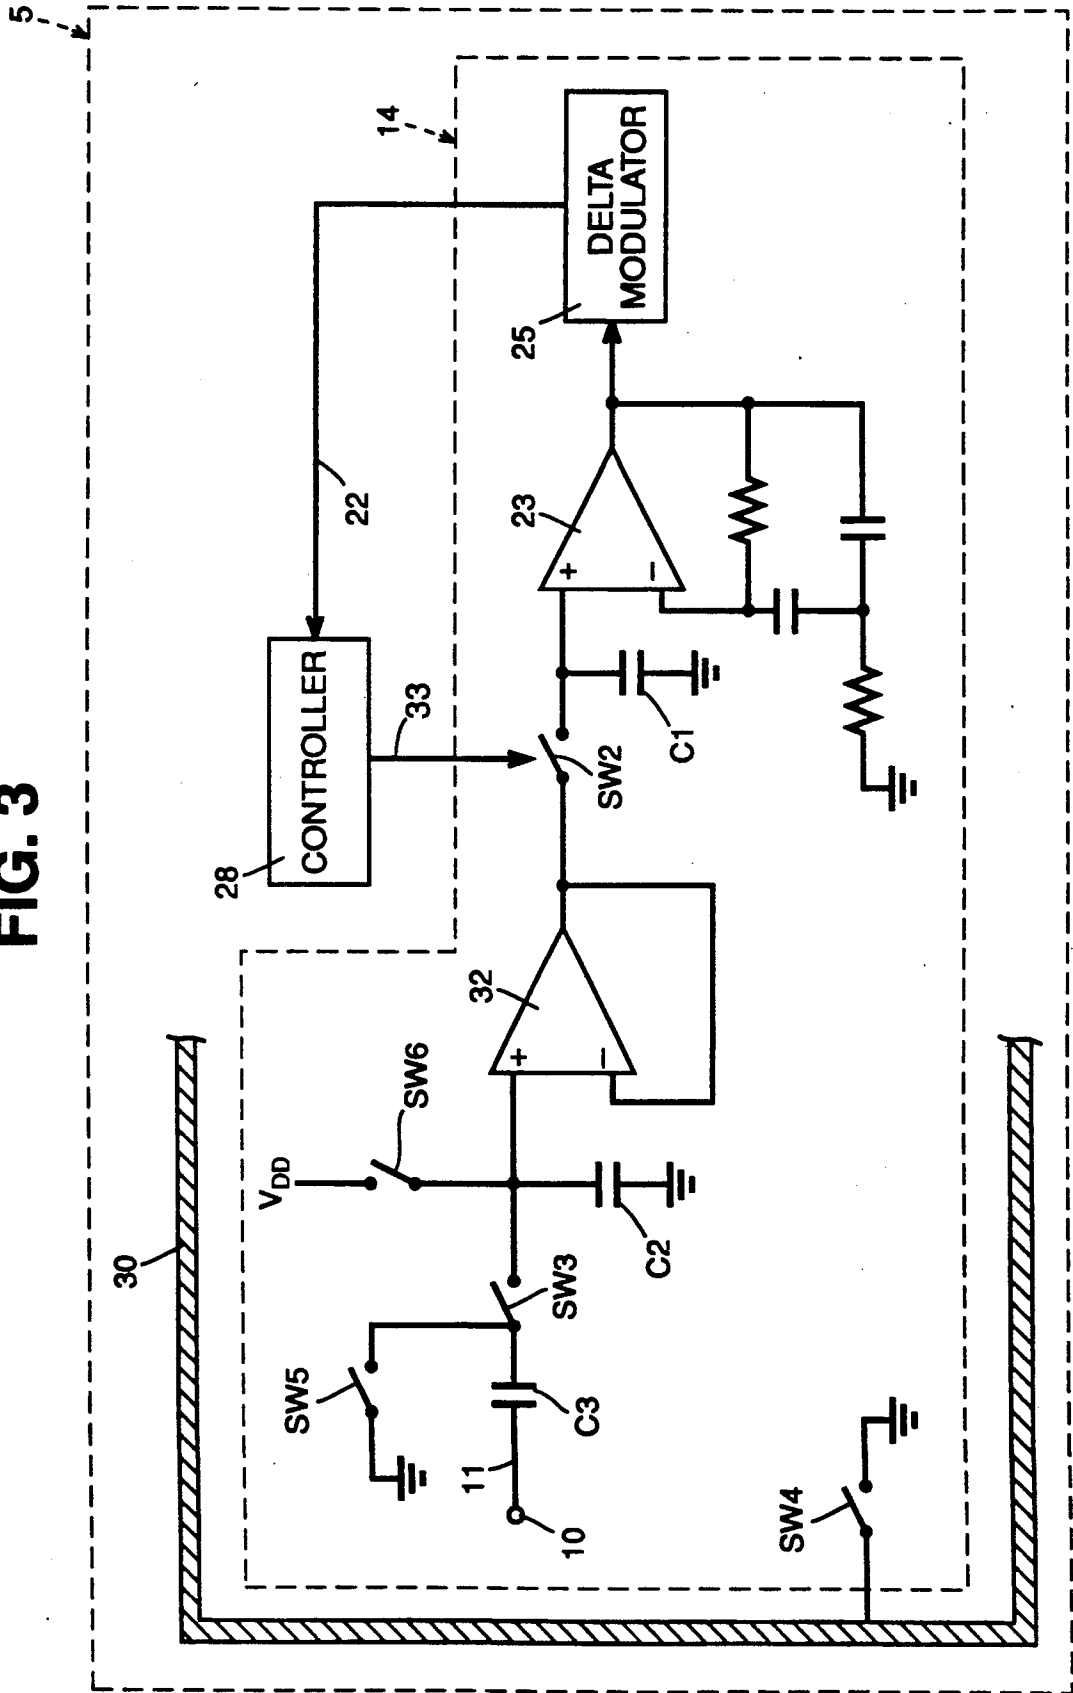 FIG. 3
5
14
30
28
CONTROLLER
22
33
DELTA
MODULATOR
25
23
+
−
SW2
C1
32
+
−
VDD
SW6
C2
SW3
SW5
C3
11
10
SW4